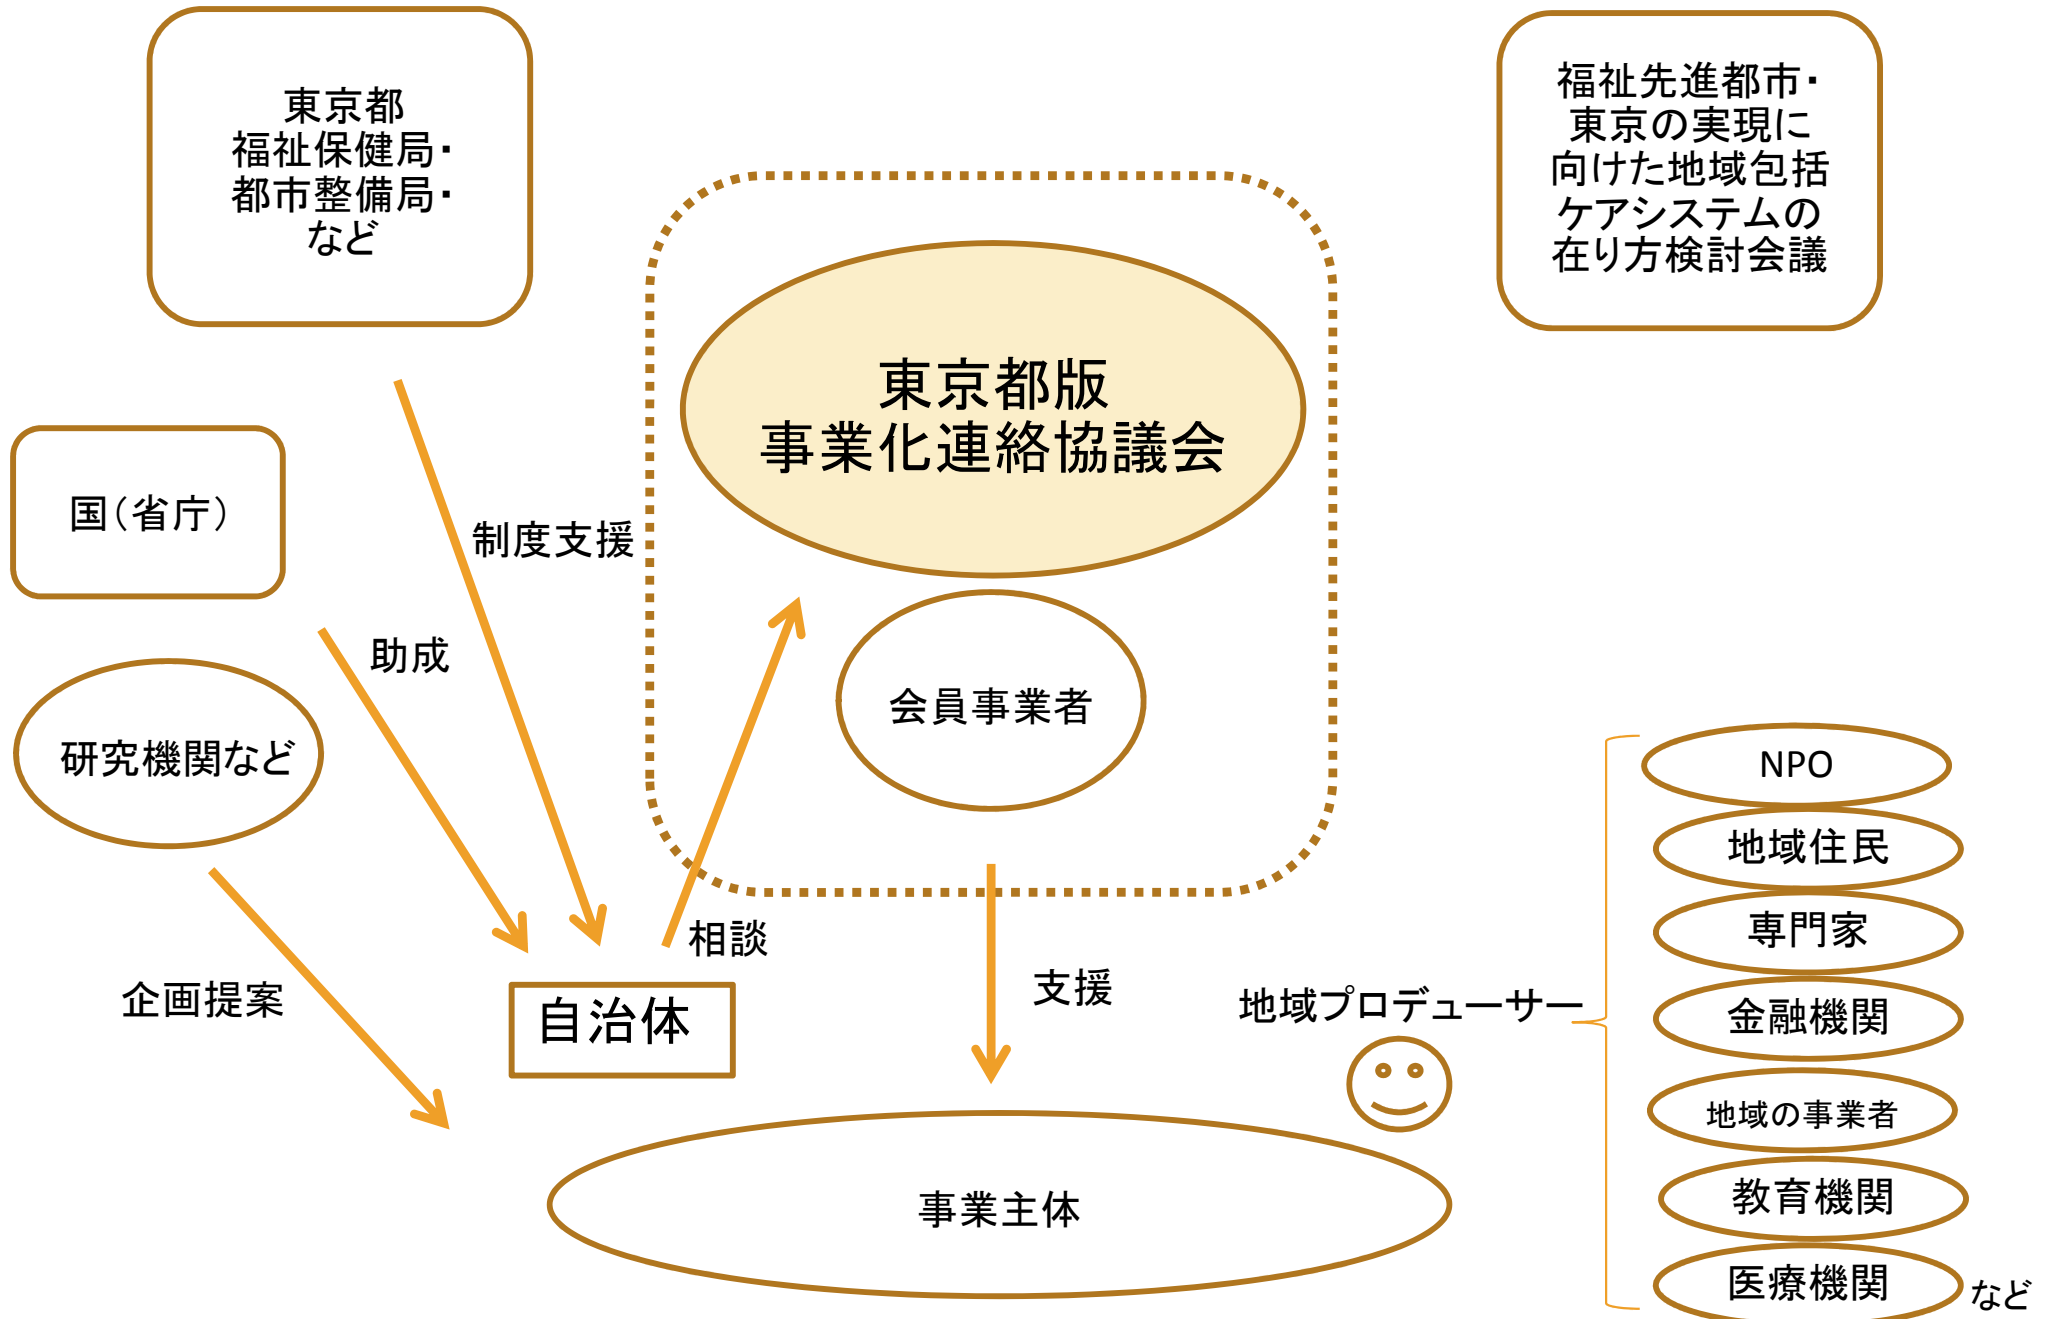 東京都
福祉保健局・
都市整備局・
など
福祉先進都市・
東京の実現に
向けた地域包括
ケアシステムの
在り方検討会議
東京都版
事業化連絡協議会
国（省庁）
制度支援
助成
会員事業者
研究機関など
NPO
地域住民
専門家
相談
企画提案
自治体
支援
地域プロデューサー
金融機関
地域の事業者
教育機関
事業主体
医療機関
など